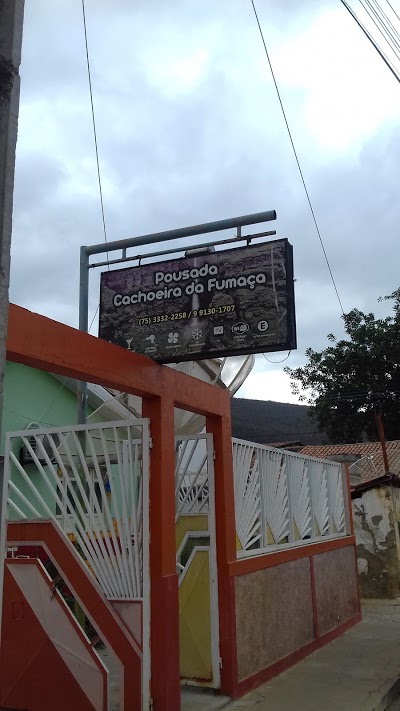 Pousada
Cachoeira da Fumaça
(75) 3332-2258 / 9 9130-1707
E